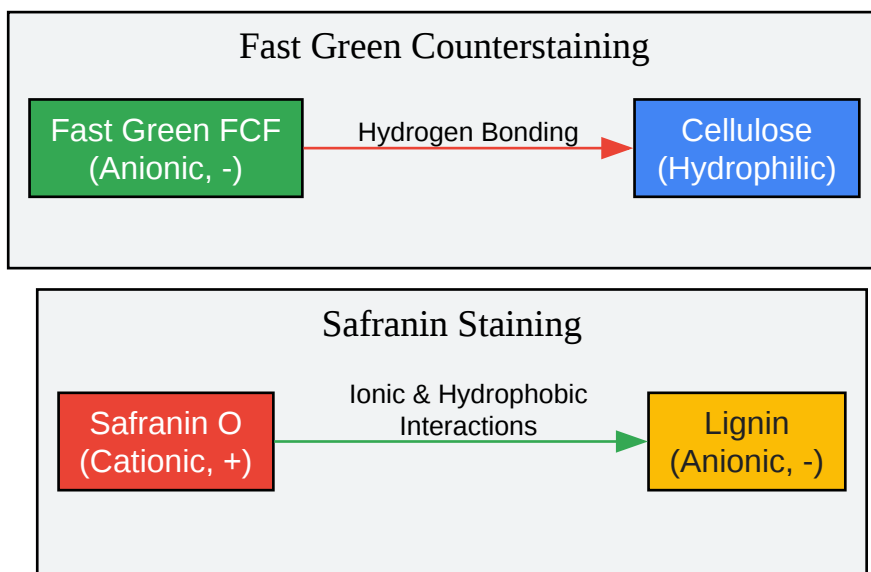 Fast Green Counterstaining
Fast Green FCF
(Anionic, -)
Hydrogen Bonding
Cellulose
(Hydrophilic)
Safranin Staining
Safranin O
(Cationic, +)
Ionic & Hydrophobic
Interactions
Lignin
(Anionic, -)